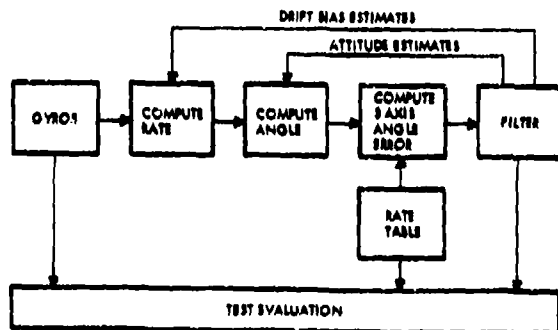 DRIFT BIAS ESTIMATES
ATTITUDE ESTIMATES
GYROS
COMPUTE
RATE
COMPUTE
ANGLE
COMPUTE
3 AXIS
ANGLE
ERROR
FILTER
RATE
TABLE
TEST EVALUATION